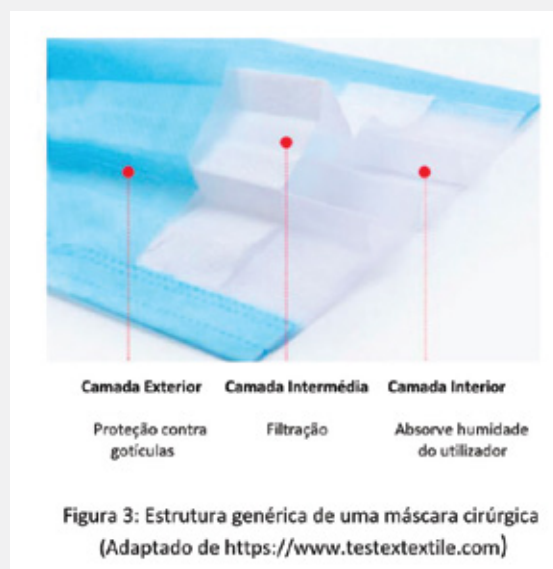 Camada Exterior Camada Intermédia Camada Interior
Proteção contra Filtração Absorve humidade
gotículas do utilizador
Figura 3: Estrutura genérica de uma máscara cirúrgica
(Adaptado de https://www.testextextile.com)